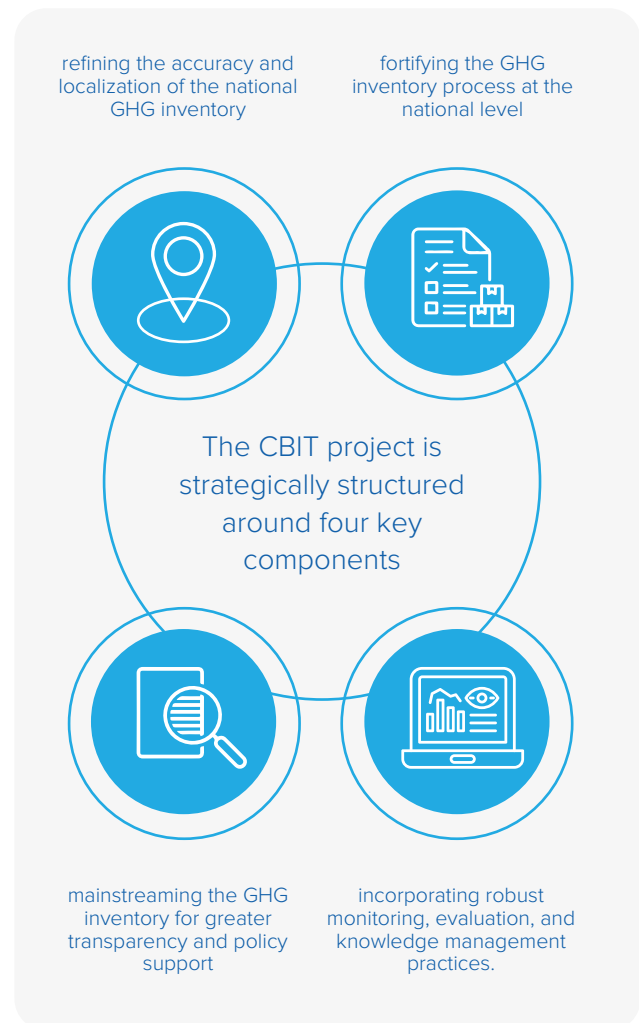 refining the accuracy and
localization of the national
GHG inventory
fortifying the GHG
inventory process at the
national level
The CBIT project is
strategically structured
around four key
components
mainstreaming the GHG
inventory for greater
transparency and policy
support
incorporating robust
monitoring, evaluation, and
knowledge management
practices.